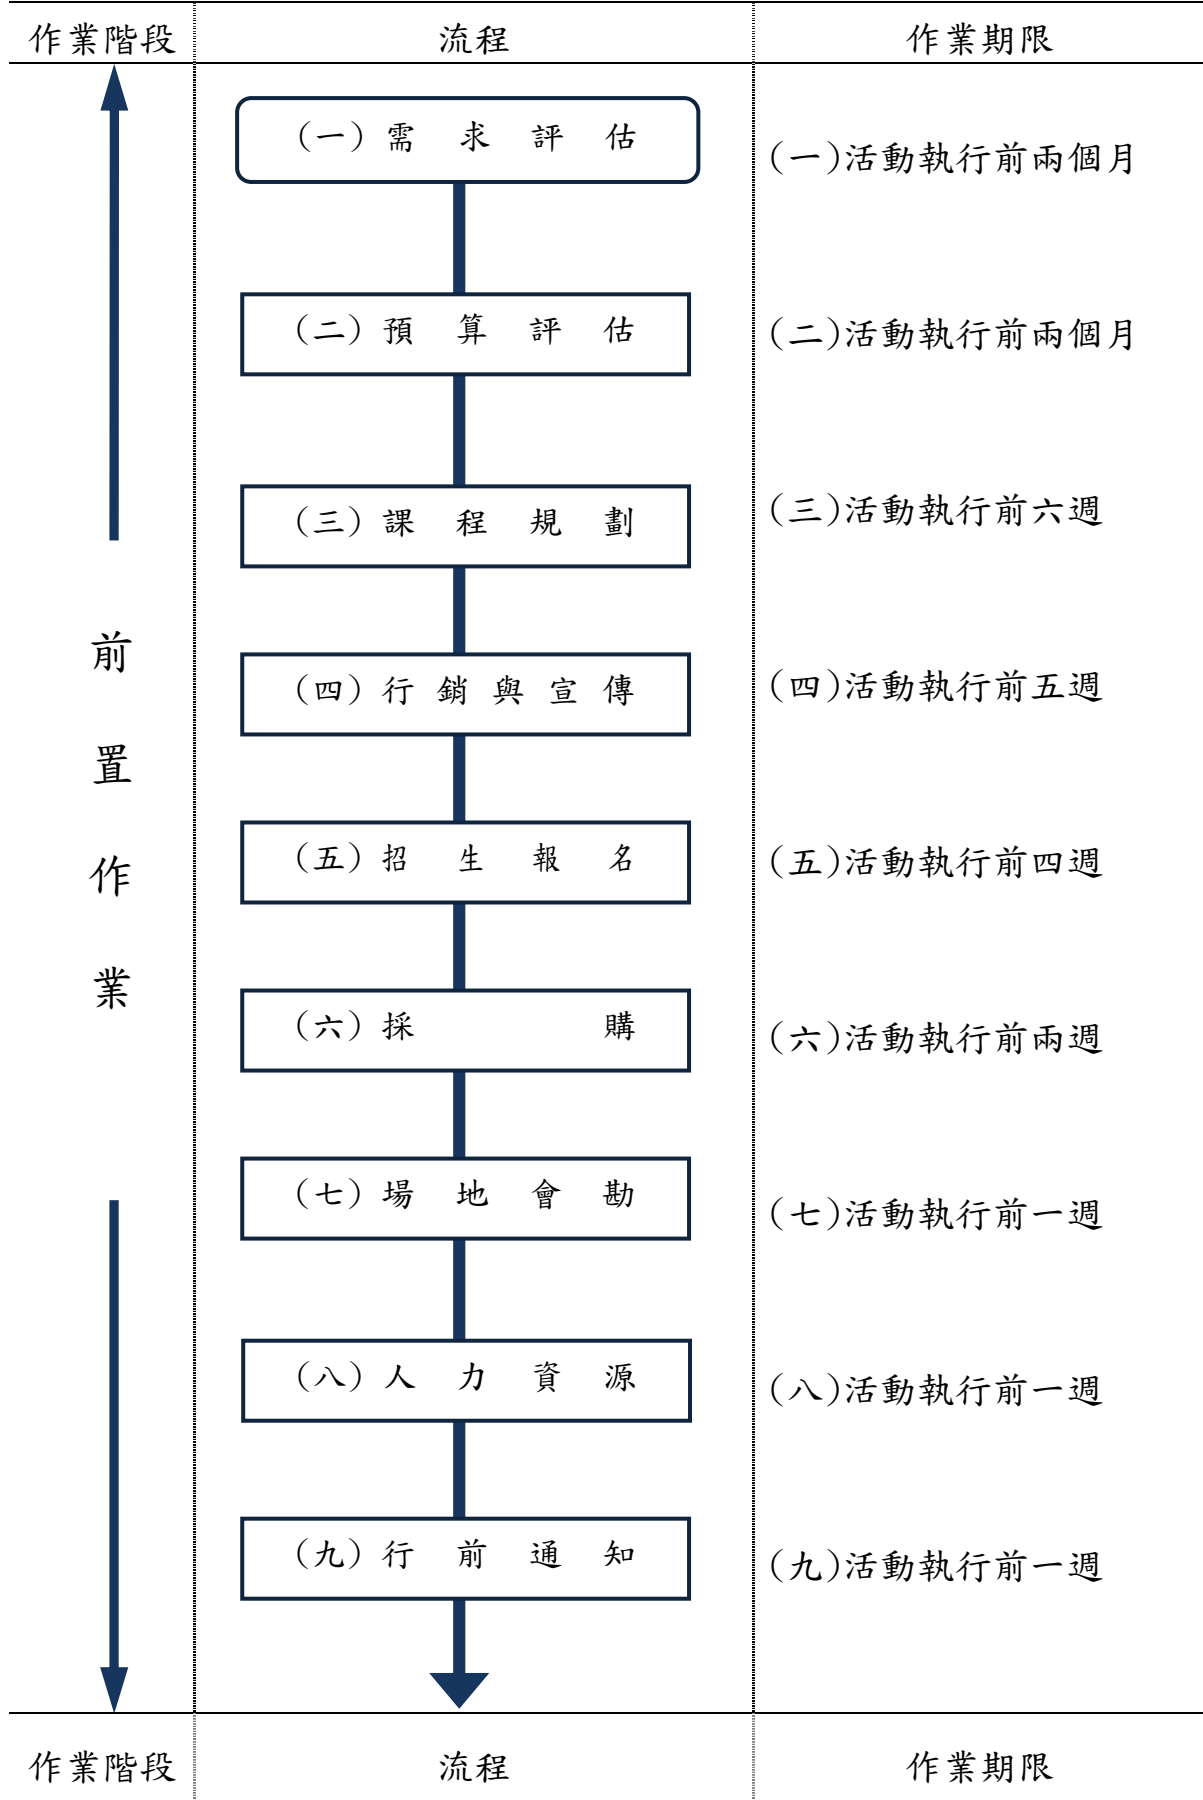 作業階段 流程 作業期限
(一)需求評估 (一)活動執行前兩個月
(二)預算評估 (二)活動執行前兩個月
(三)課程規劃 (三)活動執行前六週
前置作業
(四)行銷與宣傳 (四)活動執行前五週
(五)招生報名 (五)活動執行前四週
(六)採購 (六)活動執行前兩週
(七)場地會勘 (七)活動執行前一週
(八)人力資源 (八)活動執行前一週
(九)行前通知 (九)活動執行前一週
作業階段 流程 作業期限